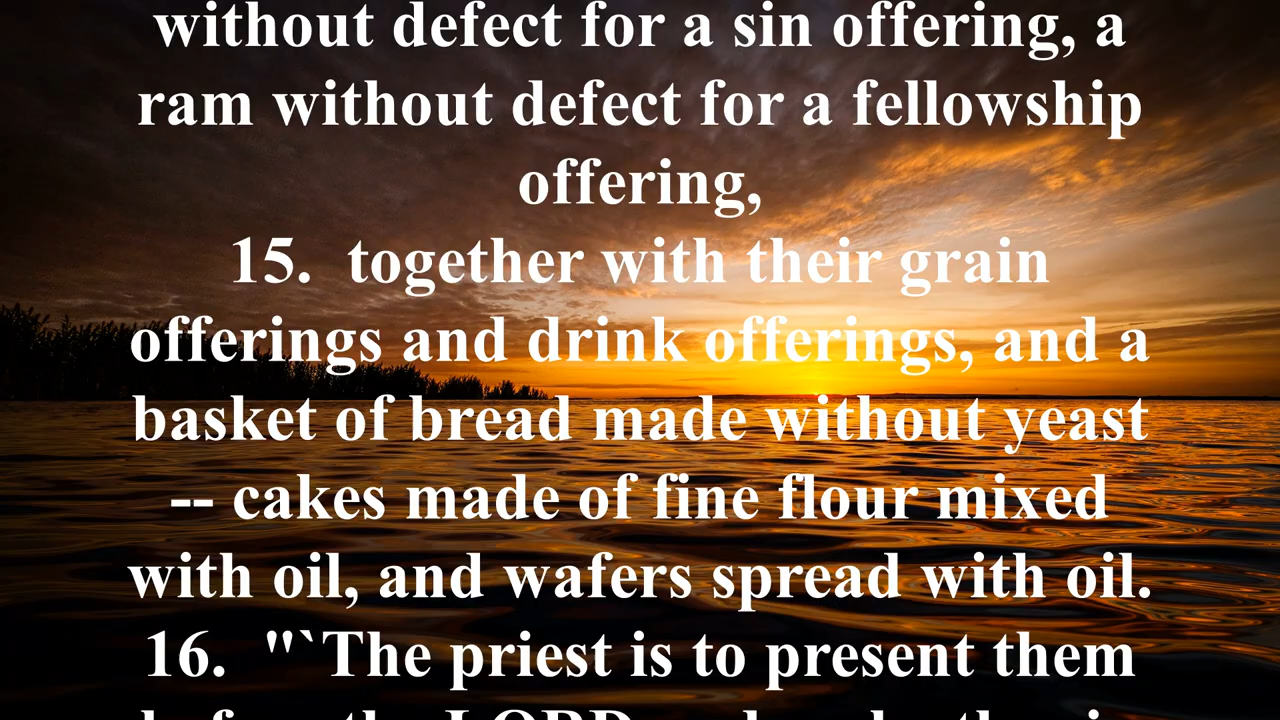 without defect for a sin offering, a
ram without defect for a fellowship
offering,
15.  together with their grain
offerings and drink offerings, and a
basket of bread made without yeast
-- cakes made of fine flour mixed
with oil, and wafers spread with oil.
16.  "`The priest is to present them
LORD